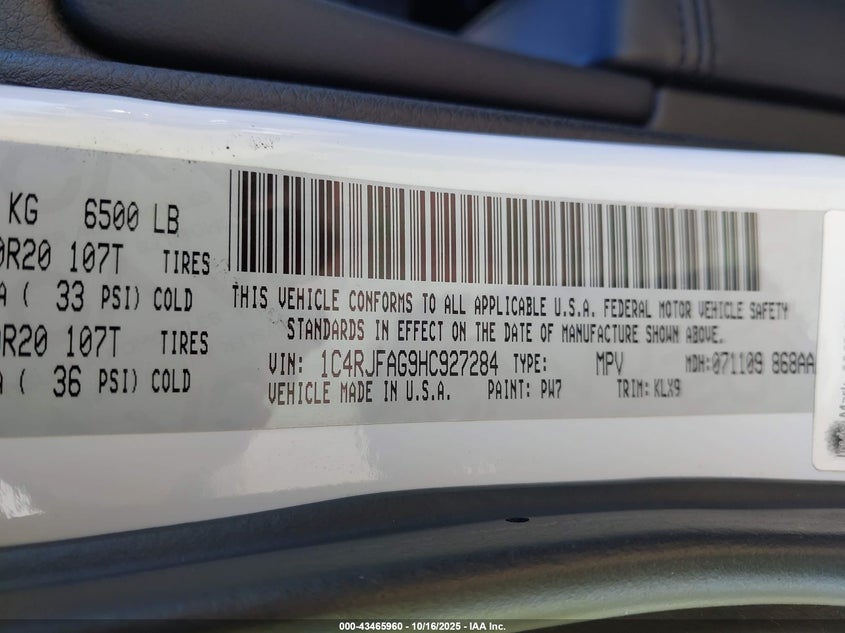 KG 6500 LB
0R20 107T TIRES
A ( 33 PSI) COLD
0R20 107T TIRES
A ( 36 PSI) COLD
THIS VEHICLE CONFORMS TO ALL APPLICABLE U.S.A. FEDERAL MOTOR VEHICLE SAFETY
STANDARDS IN EFFECT ON THE DATE OF MANUFACTURE SHOWN ABOVE.
VIN: 1C4RJFAG9HC927284 TYPE: MPV MDH:071109 868AA
VEHICLE MADE IN U.S.A. PAINT: PW7 TRIM:KLX9
000-43465960 - 10/16/2025 - IAA Inc.